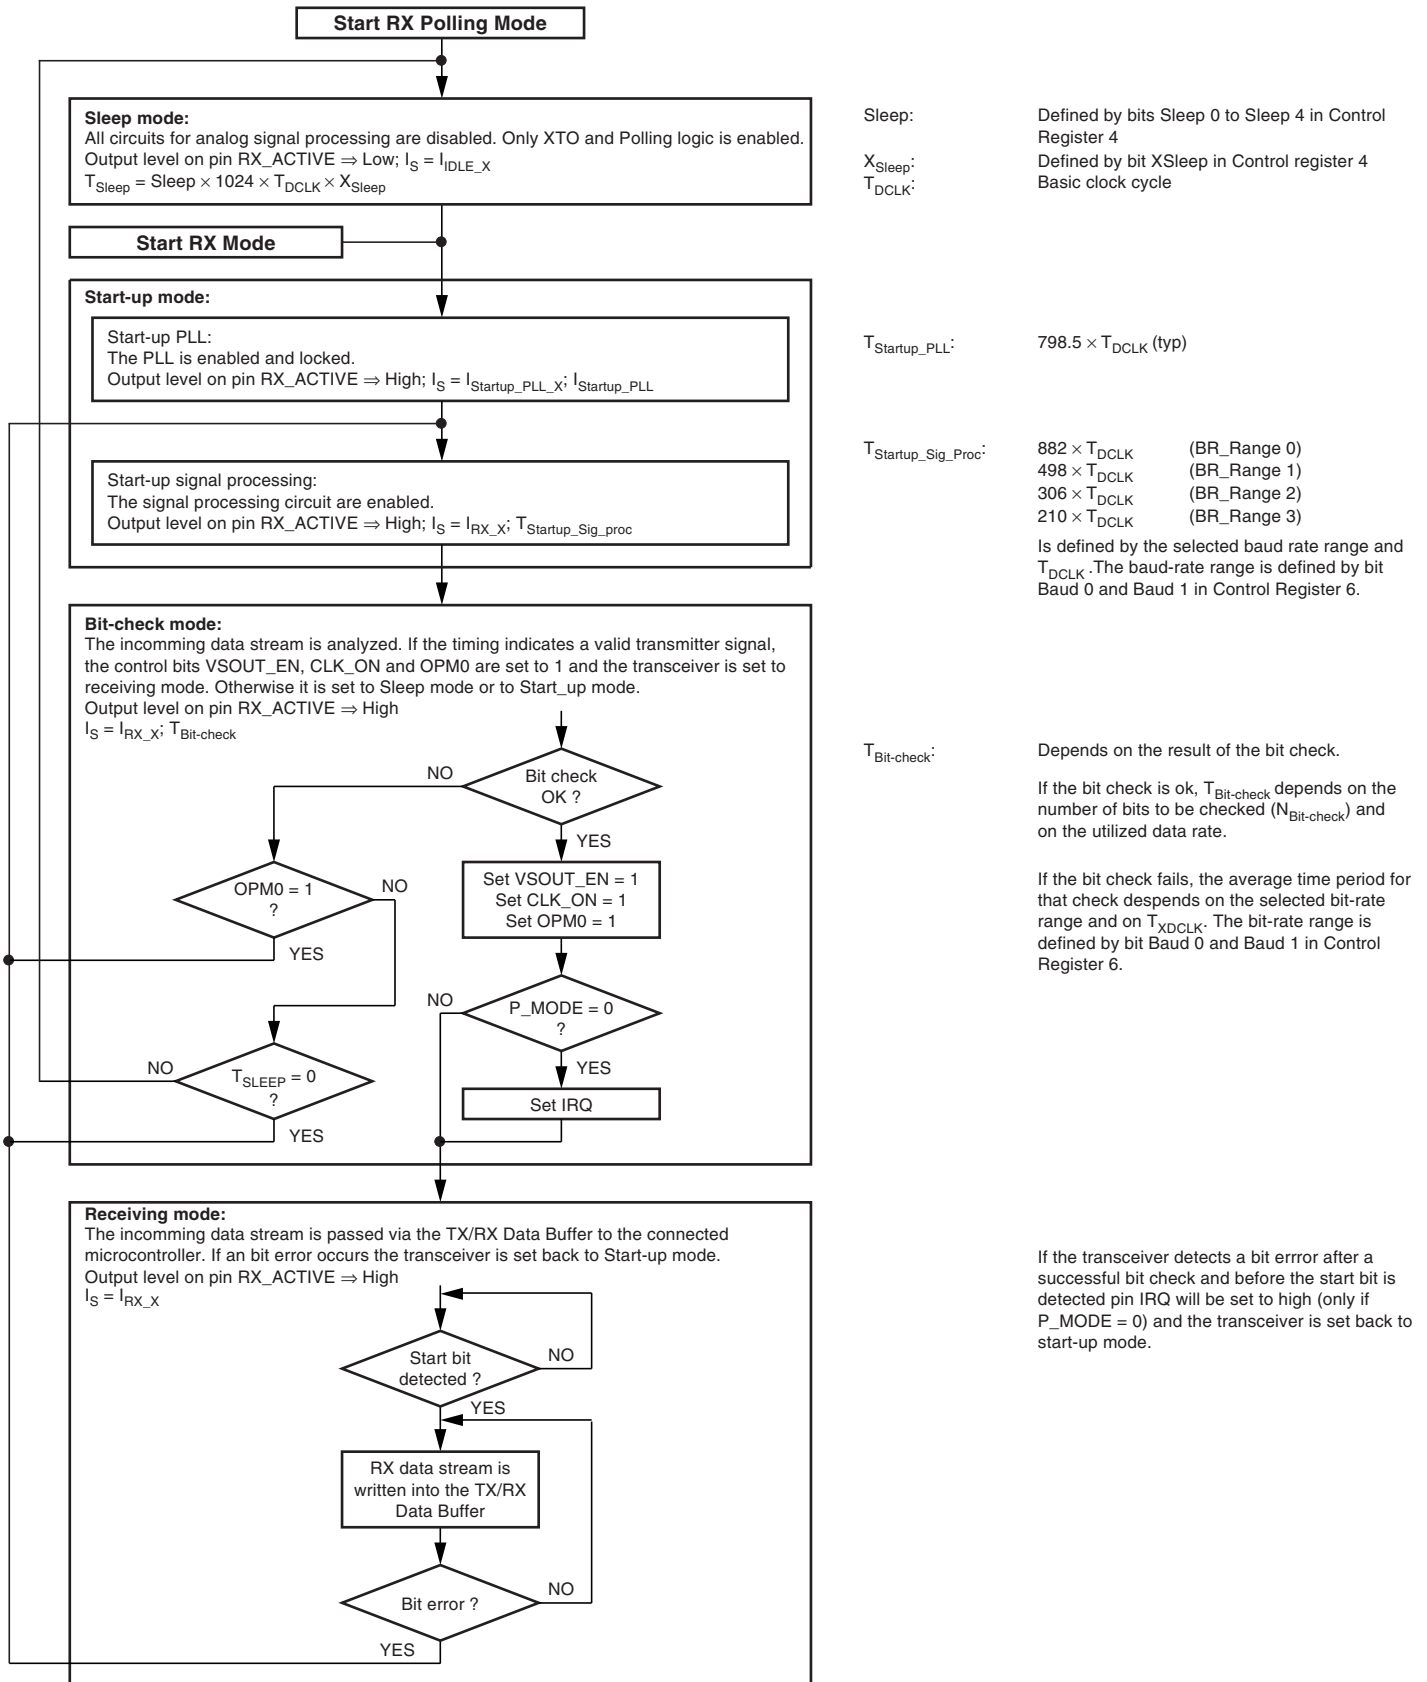 Start RX Polling Mode
Sleep mode:
All circuits for analog signal processing are disabled. Only XTO and Polling logic is enabled.
Output level on pin RX_ACTIVE ⇒ Low; IS = IIDLE_X
TSleep = Sleep × 1024 × TDCLK × XSleep
Sleep: Defined by bits Sleep 0 to Sleep 4 in Control
Register 4
XSleep: Defined by bit XSleep in Control register 4
TDCLK: Basic clock cycle
Start RX Mode
Start-up mode:
Start-up PLL:
The PLL is enabled and locked.
Output level on pin RX_ACTIVE ⇒ High; IS = IStartup_PLL_X; IStartup_PLL
TStartup_PLL: 798.5 × TDCLK (typ)
Start-up signal processing:
The signal processing circuit are enabled.
Output level on pin RX_ACTIVE ⇒ High; IS = IRX_X; TStartup_Sig_proc
TStartup_Sig_Proc: 882 × TDCLK (BR_Range 0)
498 × TDCLK (BR_Range 1)
306 × TDCLK (BR_Range 2)
210 × TDCLK (BR_Range 3)
Is defined by the selected baud rate range and
TDCLK .The baud-rate range is defined by bit
Baud 0 and Baud 1 in Control Register 6.
Bit-check mode:
The incomming data stream is analyzed. If the timing indicates a valid transmitter signal,
the control bits VSOUT_EN, CLK_ON and OPM0 are set to 1 and the transceiver is set to
receiving mode. Otherwise it is set to Sleep mode or to Start_up mode.
Output level on pin RX_ACTIVE ⇒ High
IS = IRX_X; TBit-check
NO
Bit check
OK ?
YES
OPM0 = 1
?
NO
YES
Set VSOUT_EN = 1
Set CLK_ON = 1
Set OPM0 = 1
NO
P_MODE = 0
?
YES
NO
TSLEEP = 0
?
YES
Set IRQ
TBit-check: Depends on the result of the bit check.
If the bit check is ok, TBit-check depends on the
number of bits to be checked (NBit-check) and
on the utilized data rate.
If the bit check fails, the average time period for
that check despends on the selected bit-rate
range and on TXDCLK. The bit-rate range is
defined by bit Baud 0 and Baud 1 in Control
Register 6.
Receiving mode:
The incomming data stream is passed via the TX/RX Data Buffer to the connected
microcontroller. If an bit error occurs the transceiver is set back to Start-up mode.
Output level on pin RX_ACTIVE ⇒ High
IS = IRX_X
Start bit
detected ?
NO
YES
RX data stream is
written into the TX/RX
Data Buffer
Bit error ?
NO
YES
If the transceiver detects a bit errror after a
successful bit check and before the start bit is
detected pin IRQ will be set to high (only if
P_MODE = 0) and the transceiver is set back to
start-up mode.